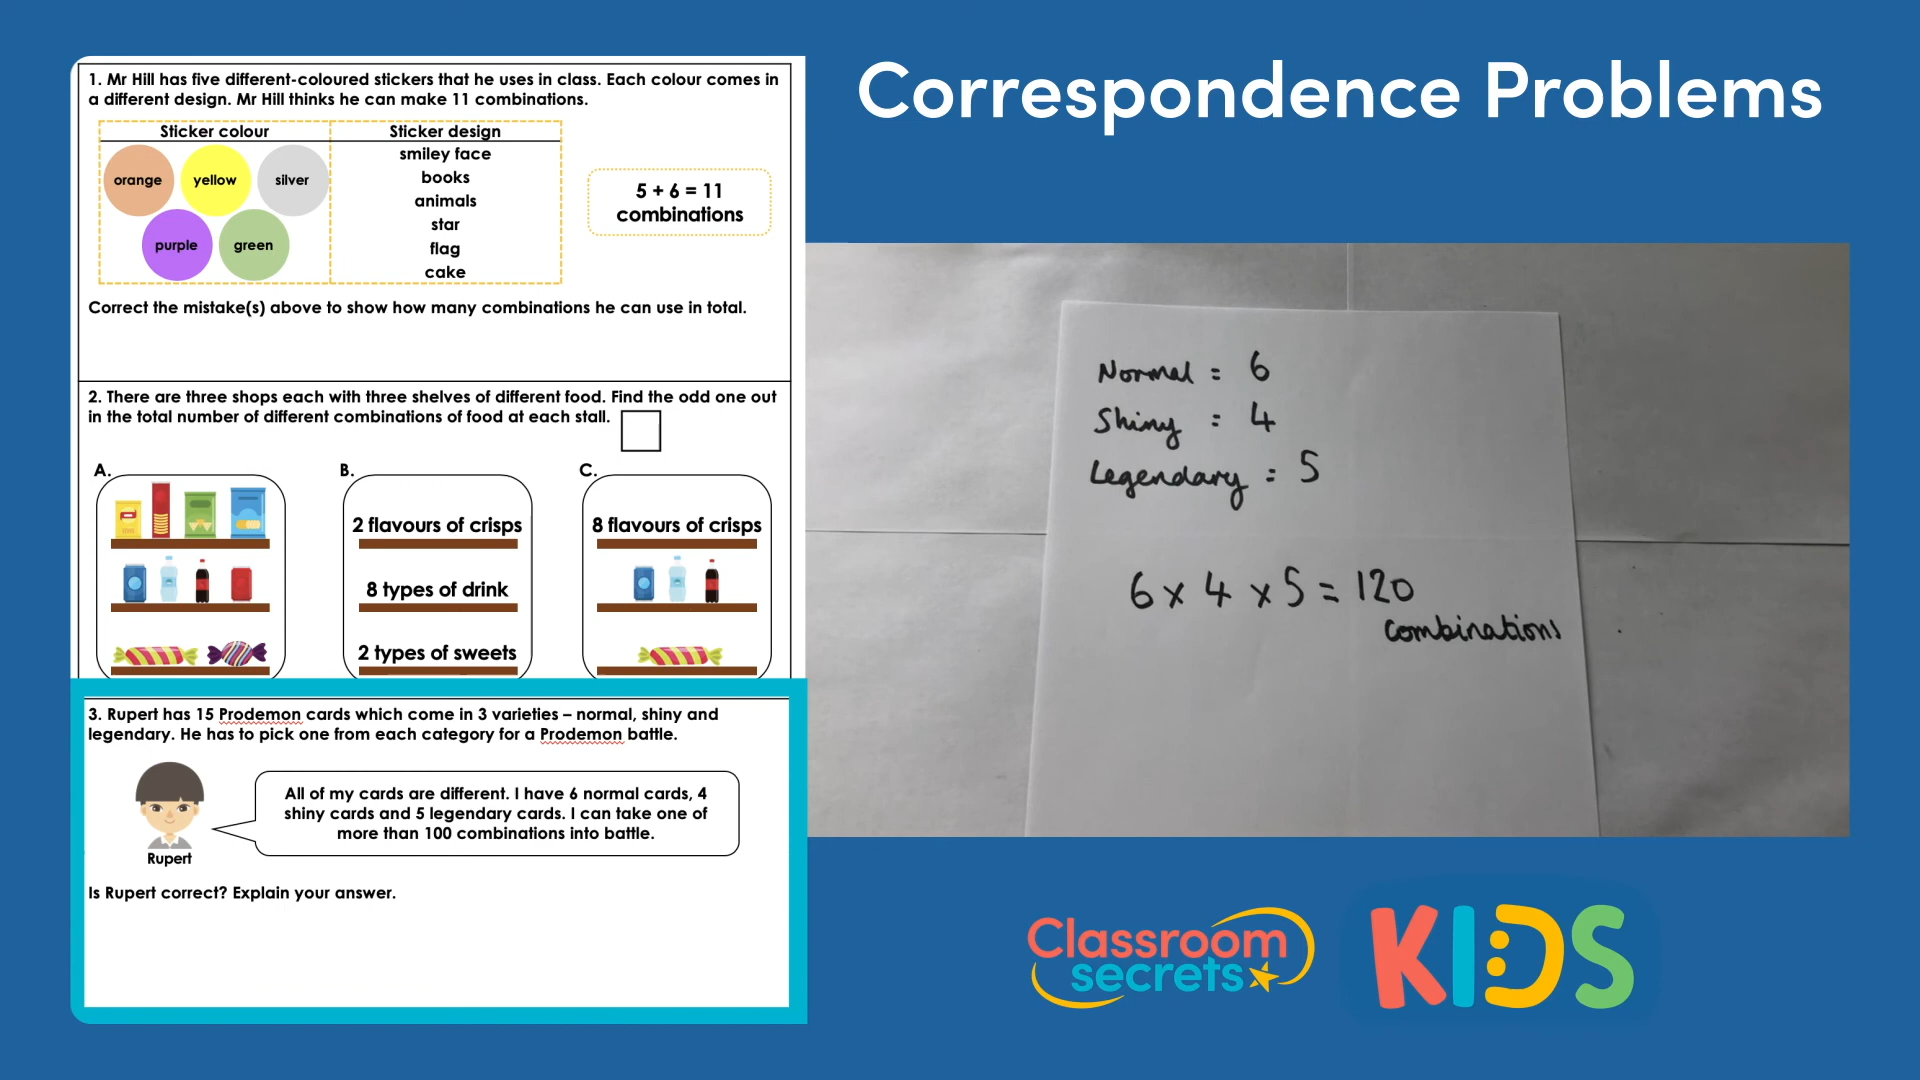 Correspondence Problems
1. Mr Hill has five different-coloured stickers that he uses in class. Each colour comes in
a different design. Mr Hill thinks he can make 11 combinations.
Sticker colour
Sticker design
orange
yellow
silver
purple
green
smiley face
books
animals
star
flag
cake
5 + 6 = 11
combinations
Correct the mistake(s) above to show how many combinations he can use in total.
2. There are three shops each with three shelves of different food. Find the odd one out
in the total number of different combinations of food at each stall.
A.
B.
2 flavours of crisps
8 types of drink
2 types of sweets
C.
8 flavours of crisps
3. Rupert has 15 Prodemon cards which come in 3 varieties – normal, shiny and
legendary. He has to pick one from each category for a Prodemon battle.
All of my cards are different. I have 6 normal cards, 4
shiny cards and 5 legendary cards. I can take one of
more than 100 combinations into battle.
Rupert
Is Rupert correct? Explain your answer.
Normal = 6
Shiny = 4
Legendary = 5
6 x 4 x 5 = 120
combinations
Classroom
secrets
KIDS